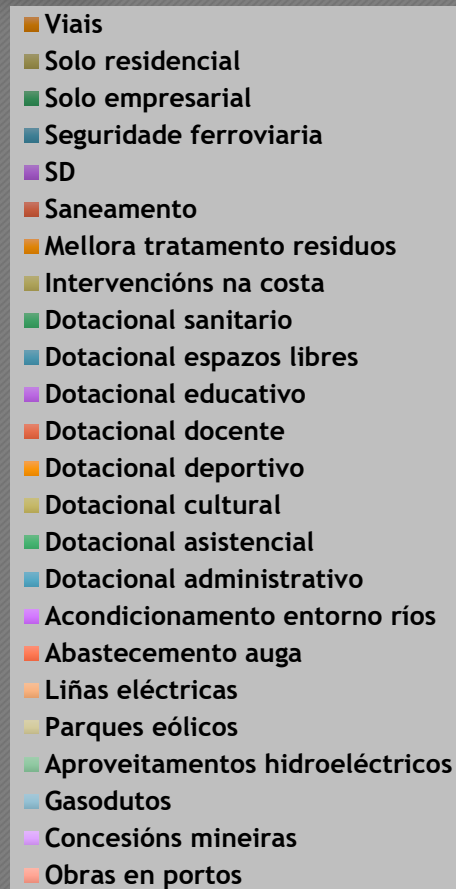 Viais
Solo residencial
Solo empresarial
Seguridade ferroviaria
SD
Saneamento
Mellora tratamento residuos
Intervencións na costa
Dotacional sanitario
Dotacional espazos libres
Dotacional educativo
Dotacional docente
Dotacional deportivo
Dotacional cultural
Dotacional asistencial
Dotacional administrativo
Acondicionamento entorno ríos
Abastecemento auga
Liñas eléctricas
Parques eólicos
Aproveitamentos hidroeléctricos
Gasodutos
Concesións mineiras
Obras en portos